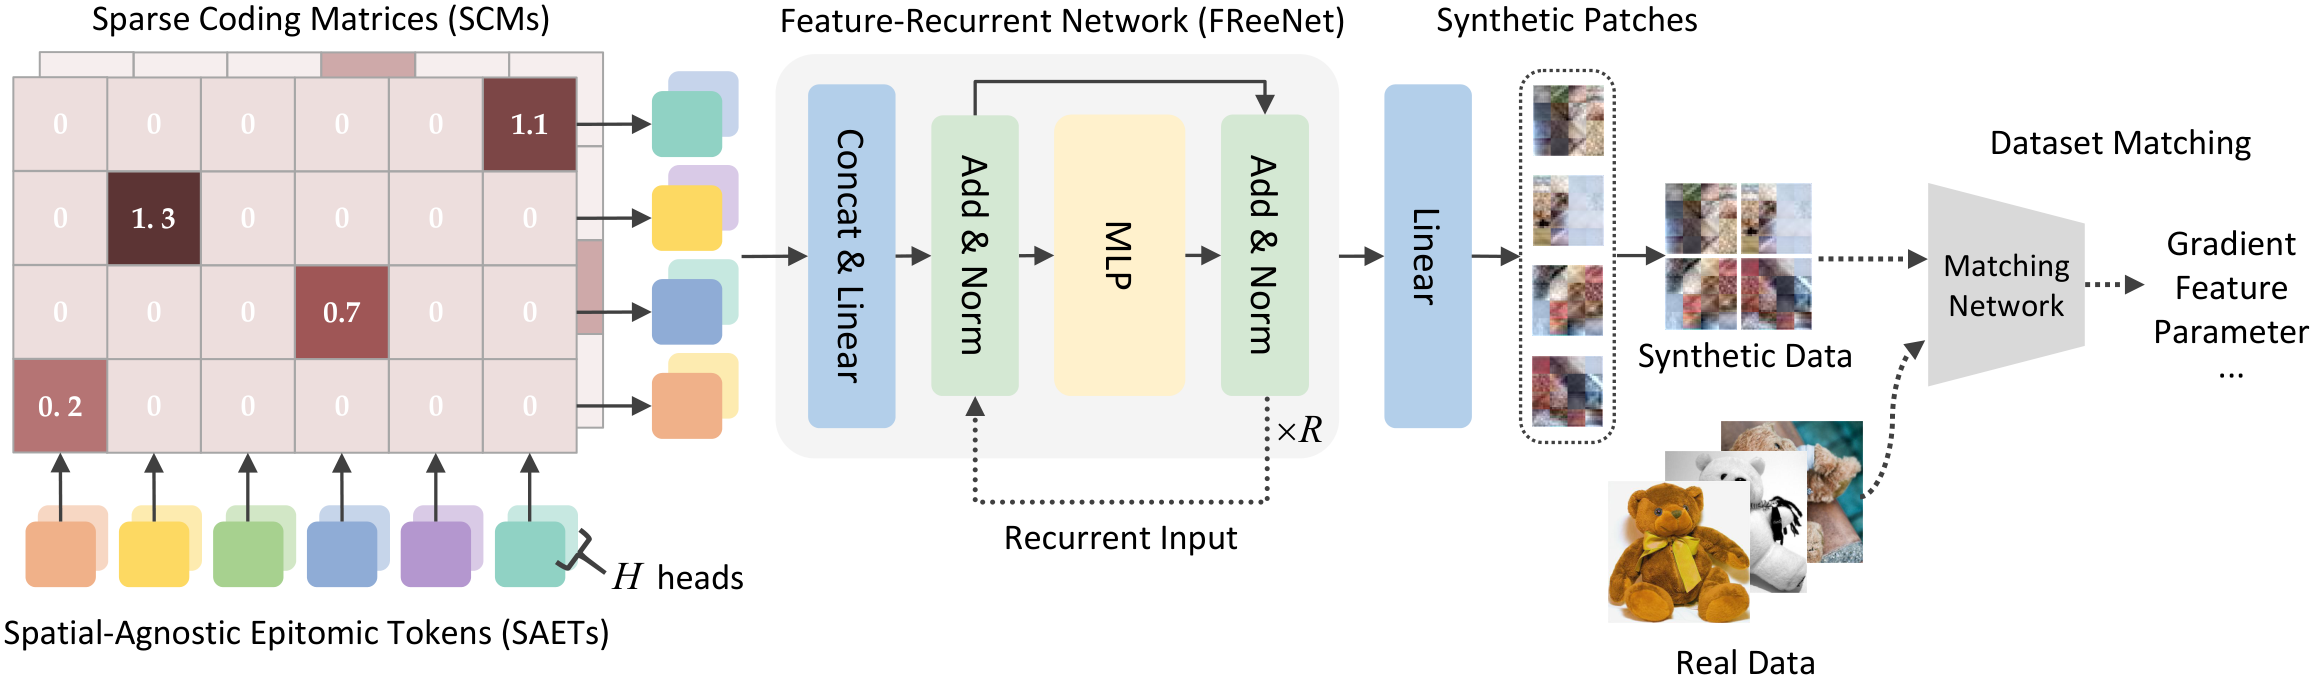 Sparse Coding Matrices (SCMs)
Feature-Recurrent Network (FReeNet)
Synthetic Patches
0 0 0 0 0 1.1
0 1. 3 0 0 0 0
0 0 0 0.7 0 0
0. 2 0 0 0 0 0
H heads
Spatial-Agnostic Epitomic Tokens (SAETs)
Concat & Linear
Add & Norm
MLP
Add & Norm
×R
Recurrent Input
Linear
Synthetic Data
Real Data
Dataset Matching
Matching
Network
Gradient
Feature
Parameter
...